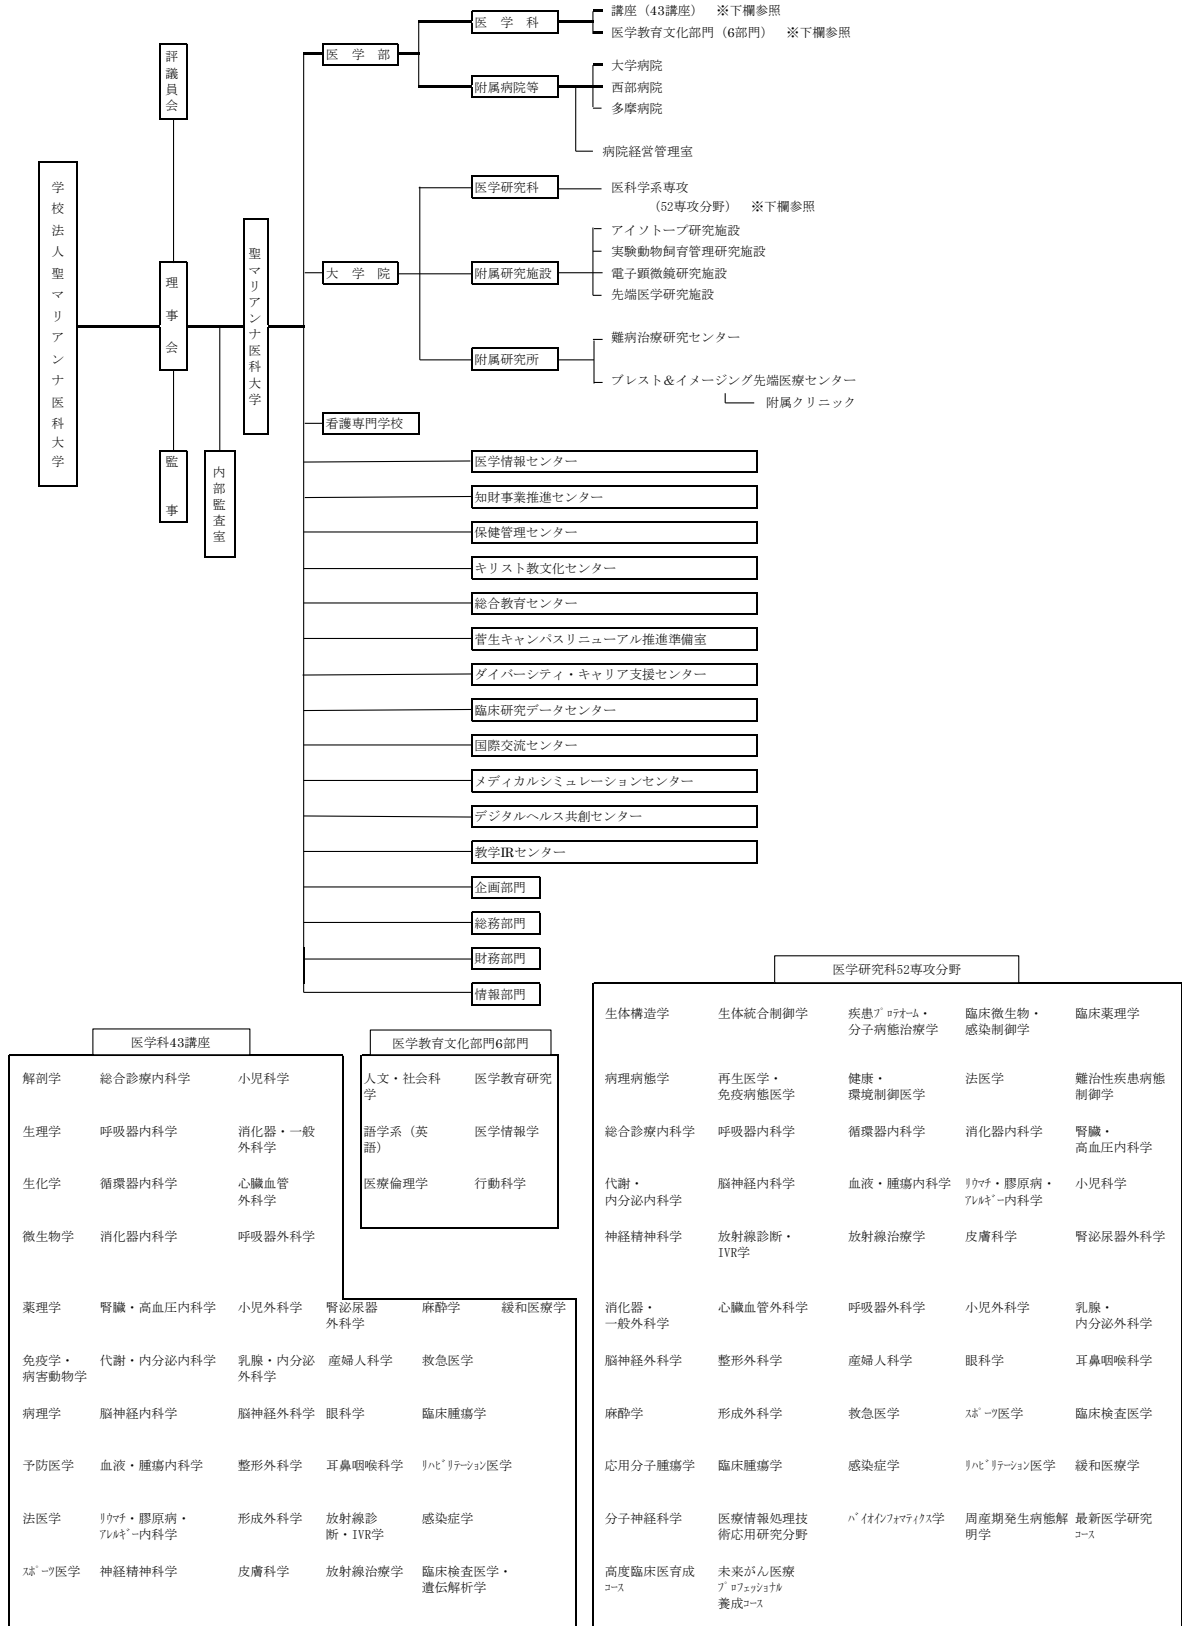 医学科
講座（43講座）　※下欄参照
医学教育文化部門（6部門）　※下欄参照
医学部
附属病院等
大学病院
西部病院
多摩病院
病院経営管理室
評議員会
学校法人聖マリアンナ医科大学
理事会
監事
内部監査室
聖マリアンナ医科大学
大学院
医学研究科
医科学系専攻
（52専攻分野）　※下欄参照
附属研究施設
アイソトープ研究施設
実験動物飼育管理研究施設
電子顕微鏡研究施設
先端医学研究施設
附属研究所
難病治療研究センター
ブレスト＆イメージング先端医療センター
附属クリニック
看護専門学校
医学情報センター
知財事業推進センター
保健管理センター
キリスト教文化センター
総合教育センター
菅生キャンパスリニューアル推進準備室
ダイバーシティ・キャリア支援センター
臨床研究データセンター
国際交流センター
メディカルシミュレーションセンター
デジタルヘルス共創センター
教学IRセンター
企画部門
総務部門
財務部門
情報部門
医学科43講座
解剖学　総合診療内科学　小児科学
生理学　呼吸器内科学　消化器・一般
外科学
生化学　循環器内科学　心臓血管
外科学
微生物学　消化器内科学　呼吸器外科学
薬理学　腎臓・高血圧内科学　小児外科学　腎泌尿器　麻酔学　緩和医療学
外科学
免疫学・　代謝・内分泌内科学　乳腺・内分泌　産婦人科学　救急医学
病害動物学　外科学
病理学　脳神経内科学　脳神経外科学　眼科学　臨床腫瘍学
予防医学　血液・腫瘍内科学　整形外科学　耳鼻咽喉科学　ﾘﾊﾋﾞﾘﾃｰｼｮﾝ医学
法医学　ﾘｳﾏﾁ・膠原病・　形成外科学　放射線診　感染症学
ｱﾚﾙｷﾞｰ内科学　断・IVR学
ｽﾎﾟｰﾂ医学　神経精神科学　皮膚科学　放射線治療学　臨床検査医学・
遺伝解析学
医学教育文化部門6部門
人文・社会科　医学教育研究
学
語学系（英　医学情報学
語）
医療倫理学　行動科学
医学研究科52専攻分野
生体構造学　生体統合制御学　疾患ﾌﾟﾛﾃｵｰﾑ・　臨床微生物・　臨床薬理学
分子病態治療学　感染制御学
病理病態学　再生医学・　健康・　法医学　難治性疾患病態
免疫病態医学　環境制御医学　制御学
総合診療内科学　呼吸器内科学　循環器内科学　消化器内科学　腎臓・
高血圧内科学
代謝・　脳神経内科学　血液・腫瘍内科学　ﾘｳﾏﾁ・膠原病・　小児科学
内分泌内科学　ｱﾚﾙｷﾞｰ内科学
神経精神科学　放射線診断・　放射線治療学　皮膚科学　腎泌尿器外科学
IVR学
消化器・　心臓血管外科学　呼吸器外科学　小児外科学　乳腺・
一般外科学　内分泌外科学
脳神経外科学　整形外科学　産婦人科学　眼科学　耳鼻咽喉科学
麻酔学　形成外科学　救急医学　ｽﾎﾟｰﾂ医学　臨床検査医学
応用分子腫瘍学　臨床腫瘍学　感染症学　ﾘﾊﾋﾞﾘﾃｰｼｮﾝ医学　緩和医療学
分子神経科学　医療情報処理技　ﾊﾞｲｵｲﾝﾌｫﾏﾃｨｸｽ学　周産期発生病態解　最新医学研究
術応用研究分野　明学　ｺｰｽ
高度臨床医育成　未来がん医療
ｺｰｽ　ﾌﾟﾛﾌｪｯｼｮﾅﾙ
養成ｺｰｽ